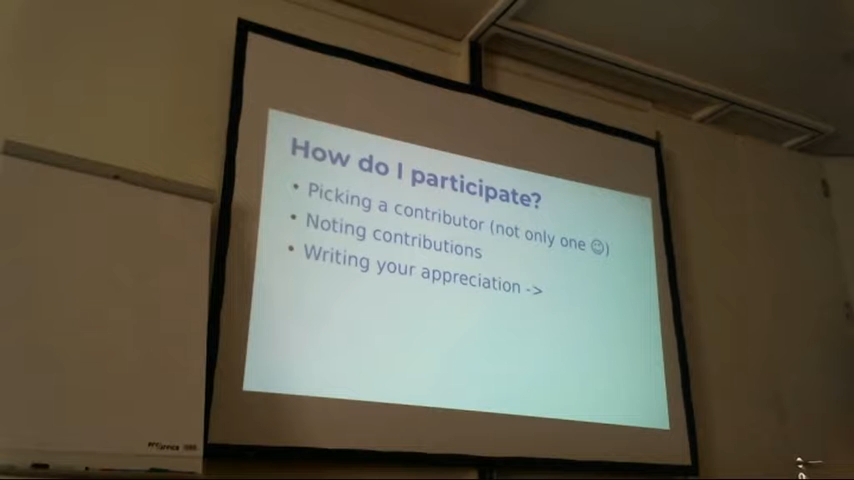 How do I participate?
• Picking a contributor (not only one ☺)
• Noting contributions
• Writing your appreciation ->